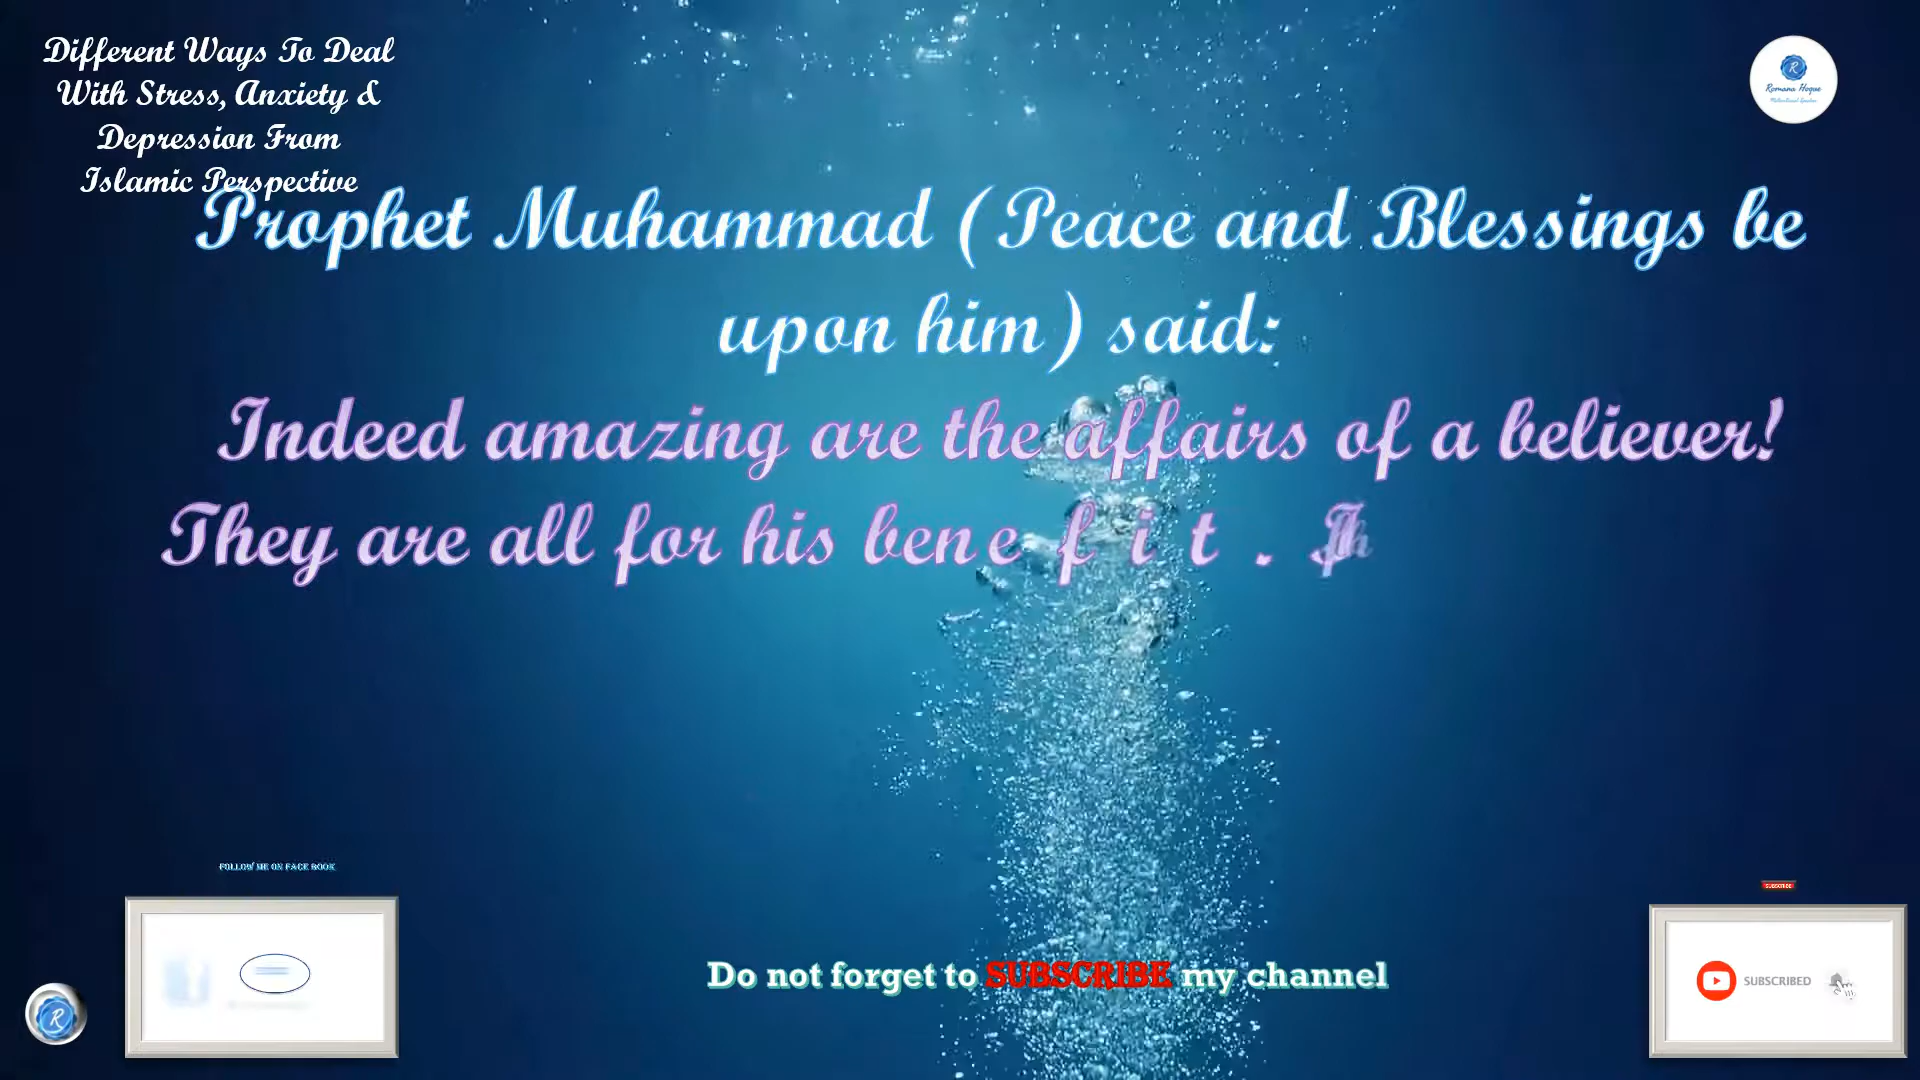 Different Ways To Deal
With Stress, Anxiety &
Depression From
Islamic Perspective
R
Romana Hoque
Prophet Muhammad (Peace and Blessings be
upon him) said:
Indeed amazing are the affairs of a believer!
They are all for his benefit.
FOLLOW ME ON FACE BOOK
SUBSCRIBE
Do not forget to SUBSCRIBE my channel
SUBSCRIBED
R